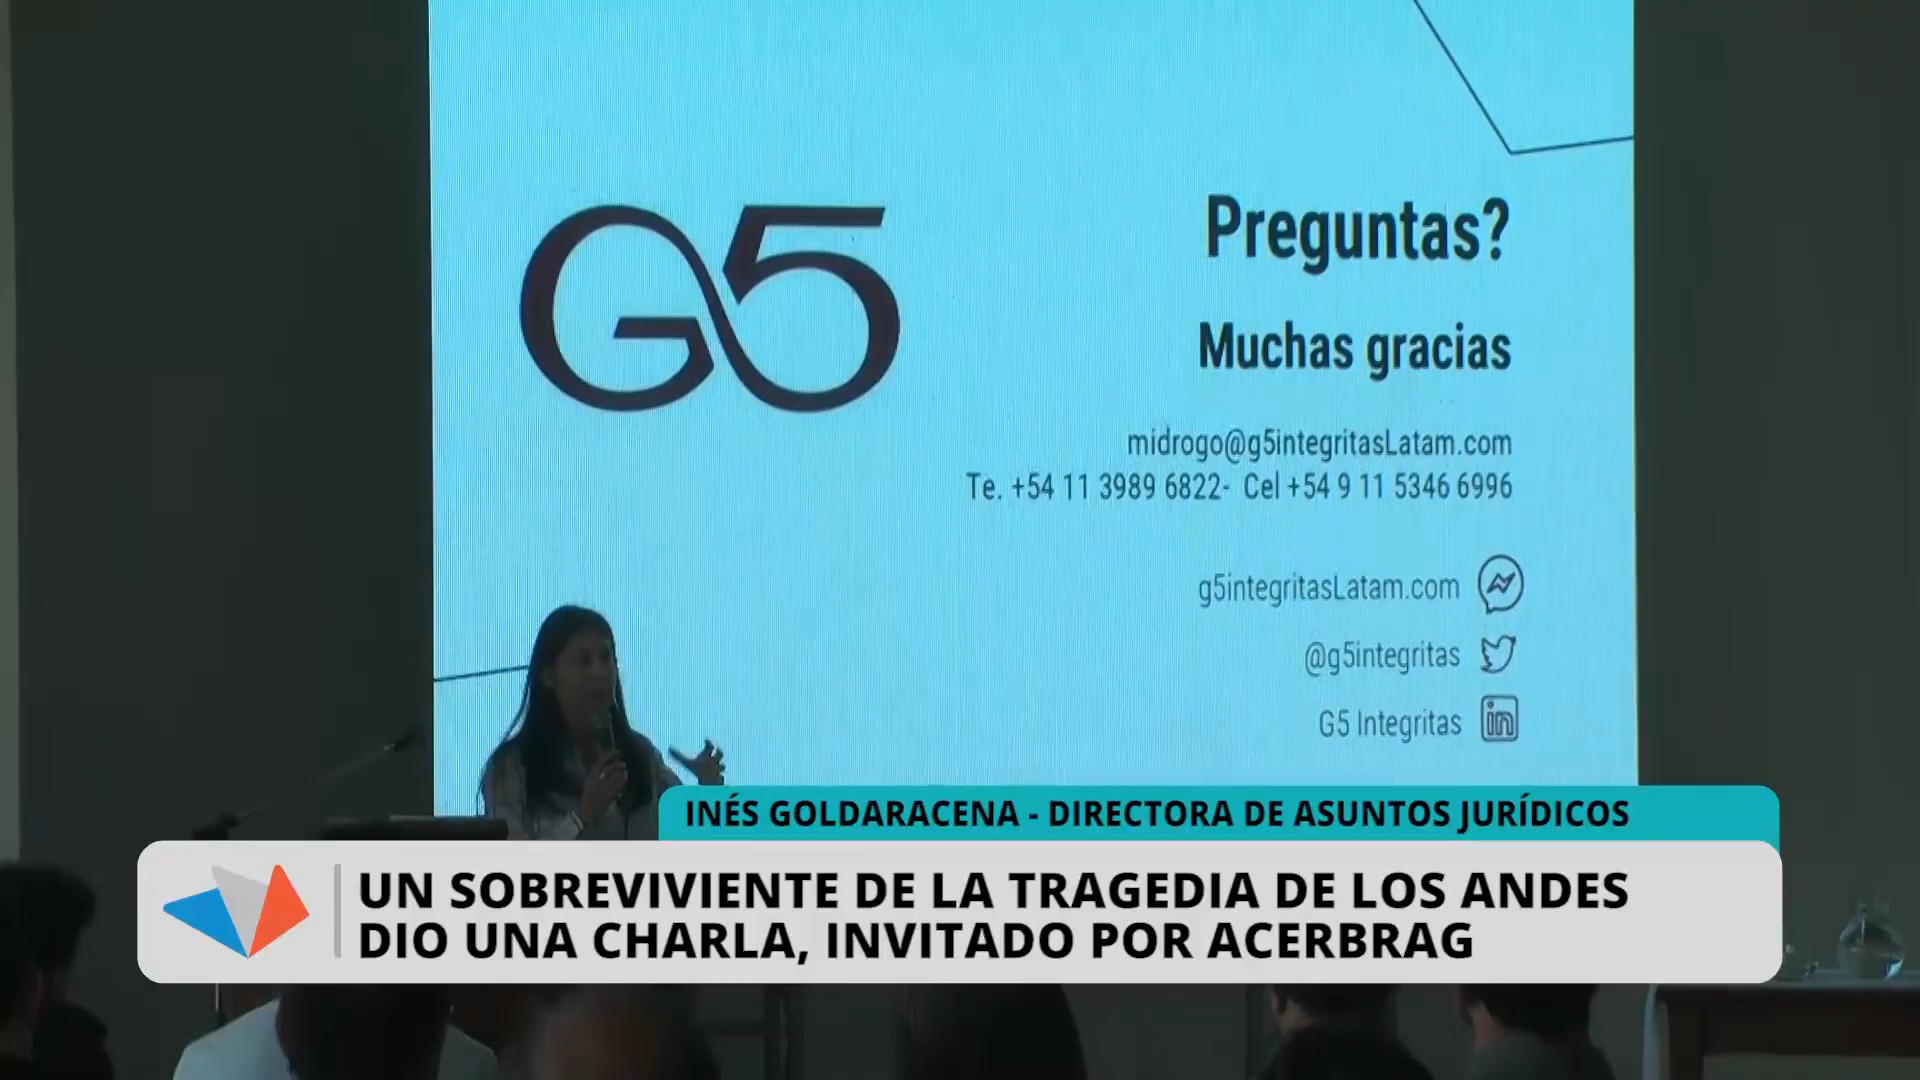 G5
Preguntas?
Muchas gracias
midrogo@g5integritasLatam.com
Te. +54 11 3989 6822- Cel +54 9 11 5346 6996
g5integritasLatam.com
@g5integritas
G5 Integritas
in
INÉS GOLDARACENA - DIRECTORA DE ASUNTOS JURÍDICOS
UN SOBREVIVIENTE DE LA TRAGEDIA DE LOS ANDES
DIO UNA CHARLA, INVITADO POR ACERBRAG